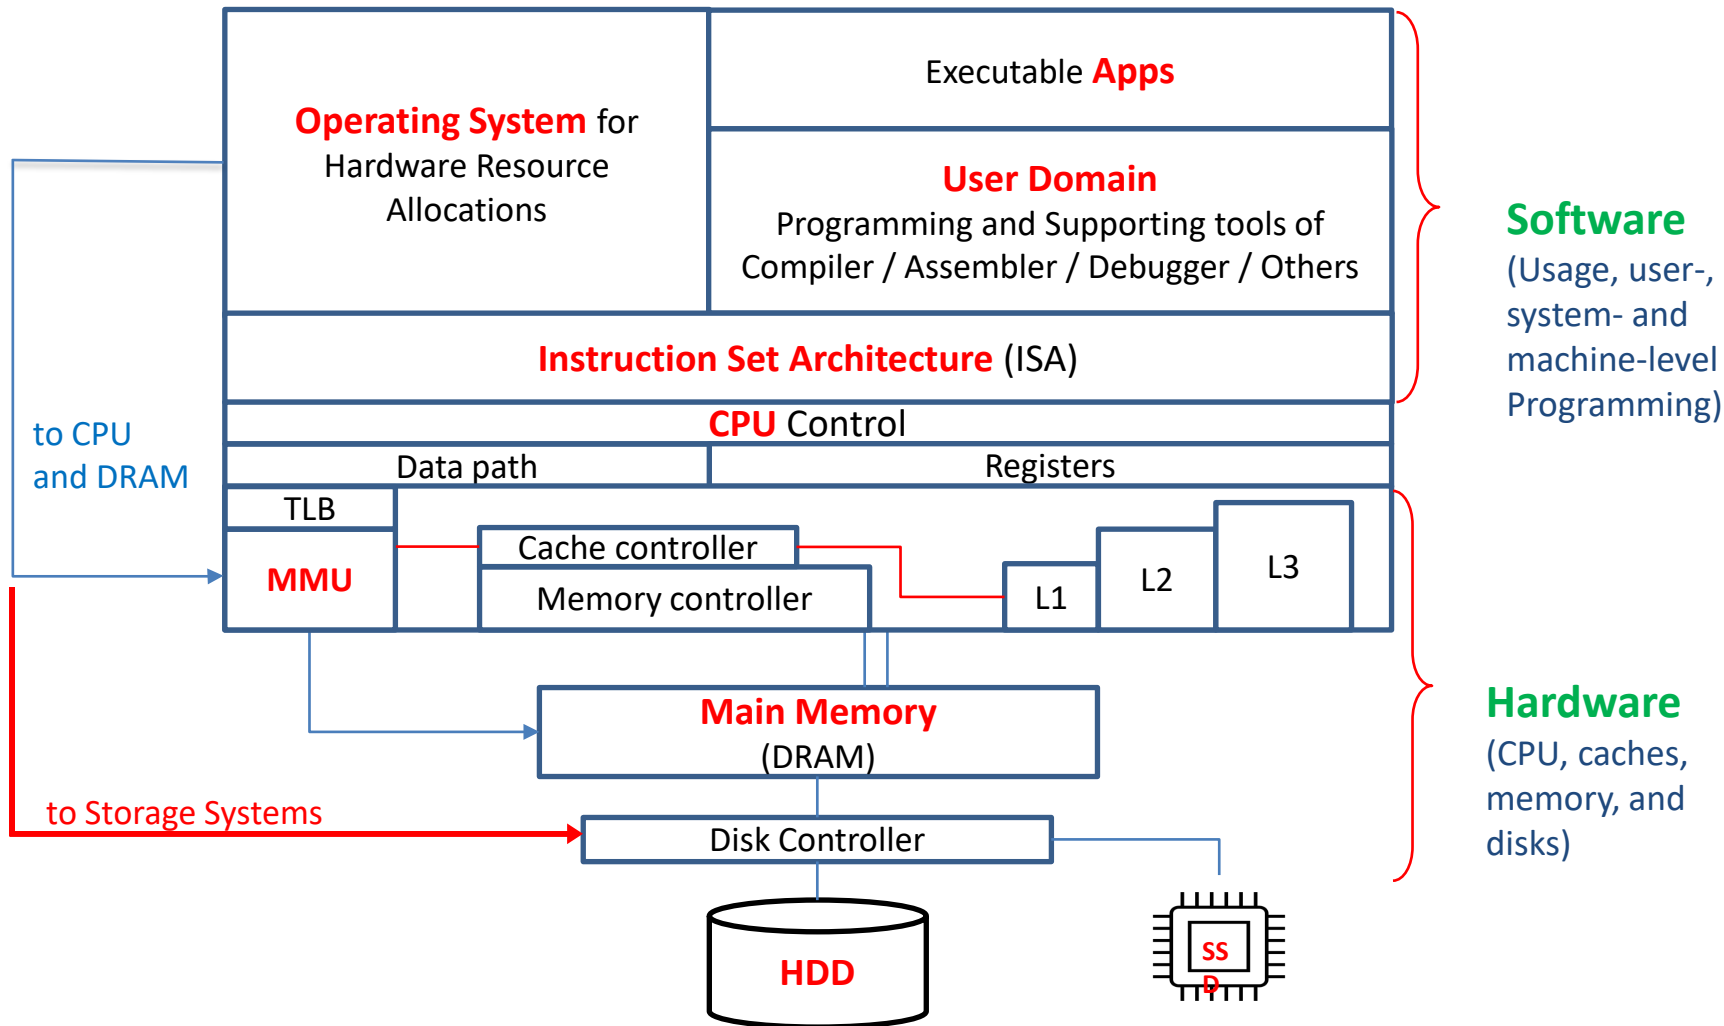 Executable Apps
Operating System for
Hardware Resource
Allocations
User Domain
Programming and Supporting tools of
Compiler / Assembler / Debugger / Others
Instruction Set Architecture (ISA)
Software
(Usage, user-,
system- and
machine-level
Programming)
CPU Control
to CPU
and DRAM
Data path
Registers
TLB
MMU
Cache controller
Memory controller
L1
L2
L3
Main Memory
(DRAM)
Hardware
(CPU, caches,
memory, and
disks)
to Storage Systems
Disk Controller
HDD
SS
D